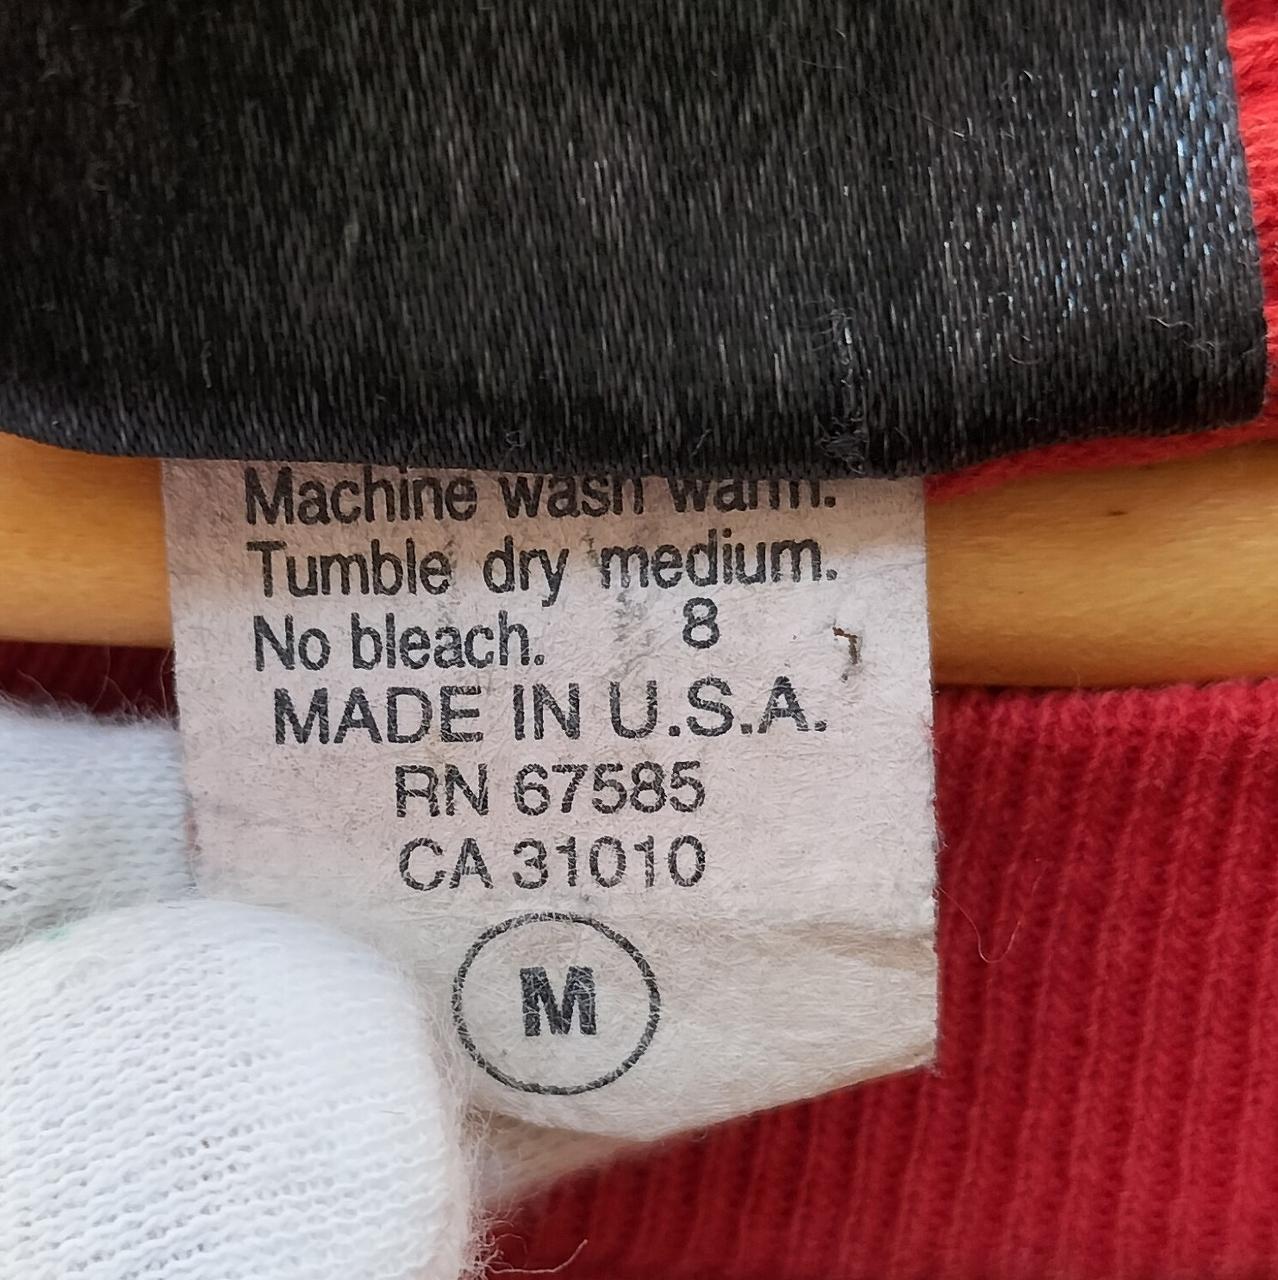 Machine wash warm.
Tumble dry medium.
No bleach. 8
MADE IN U.S.A.
RN 67585
CA 31010
M